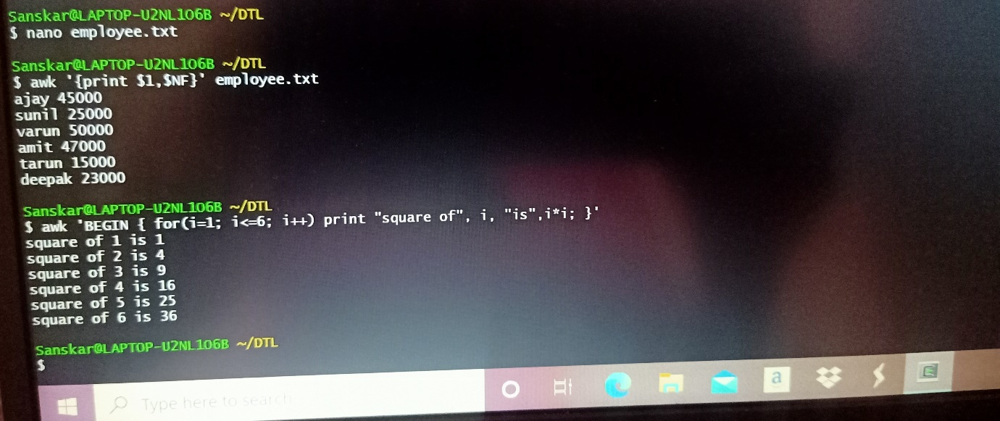 Sanskar@LAPTOP-U2NL1O6B ~/DTL
$ nano employee.txt
Sanskar@LAPTOP-U2NL1O6B ~/DTL
$ awk '{print $1,$NF}' employee.txt
ajay 45000
sunil 25000
varun 50000
amit 47000
tarun 15000
deepak 23000
Sanskar@LAPTOP-U2NL1O6B ~/DTL
$ awk 'BEGIN { for(i=1; i<=6; i++) print "square of", i, "is",i*i; }'
square of 1 is 1
square of 2 is 4
square of 3 is 9
square of 4 is 16
square of 5 is 25
square of 6 is 36
Sanskar@LAPTOP-U2NL1O6B ~/DTL
$
Type here to search
a